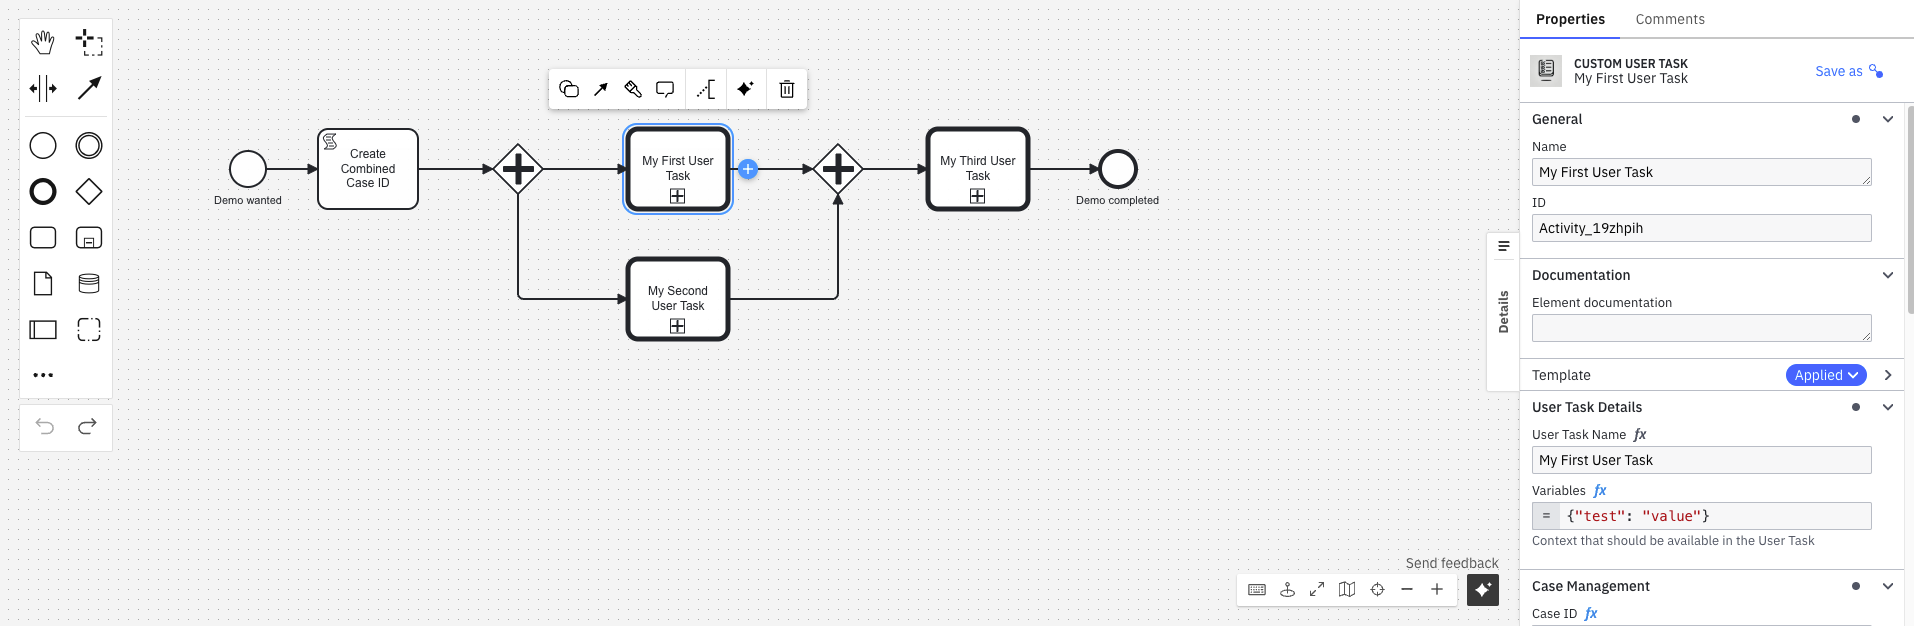 Demo wanted
Create
Combined
Case ID
My First User
Task
My Second
User Task
My Third User
Task
Demo completed
Details
Send feedback
Properties
Comments
CUSTOM USER TASK
My First User Task
Save as
General
Name
My First User Task
ID
Activity_19zhpih
Documentation
Element documentation
Template
Applied
User Task Details
User Task Name fx
My First User Task
Variables fx
= {"test": "value"}
Context that should be available in the User Task
Case Management
Case ID fx